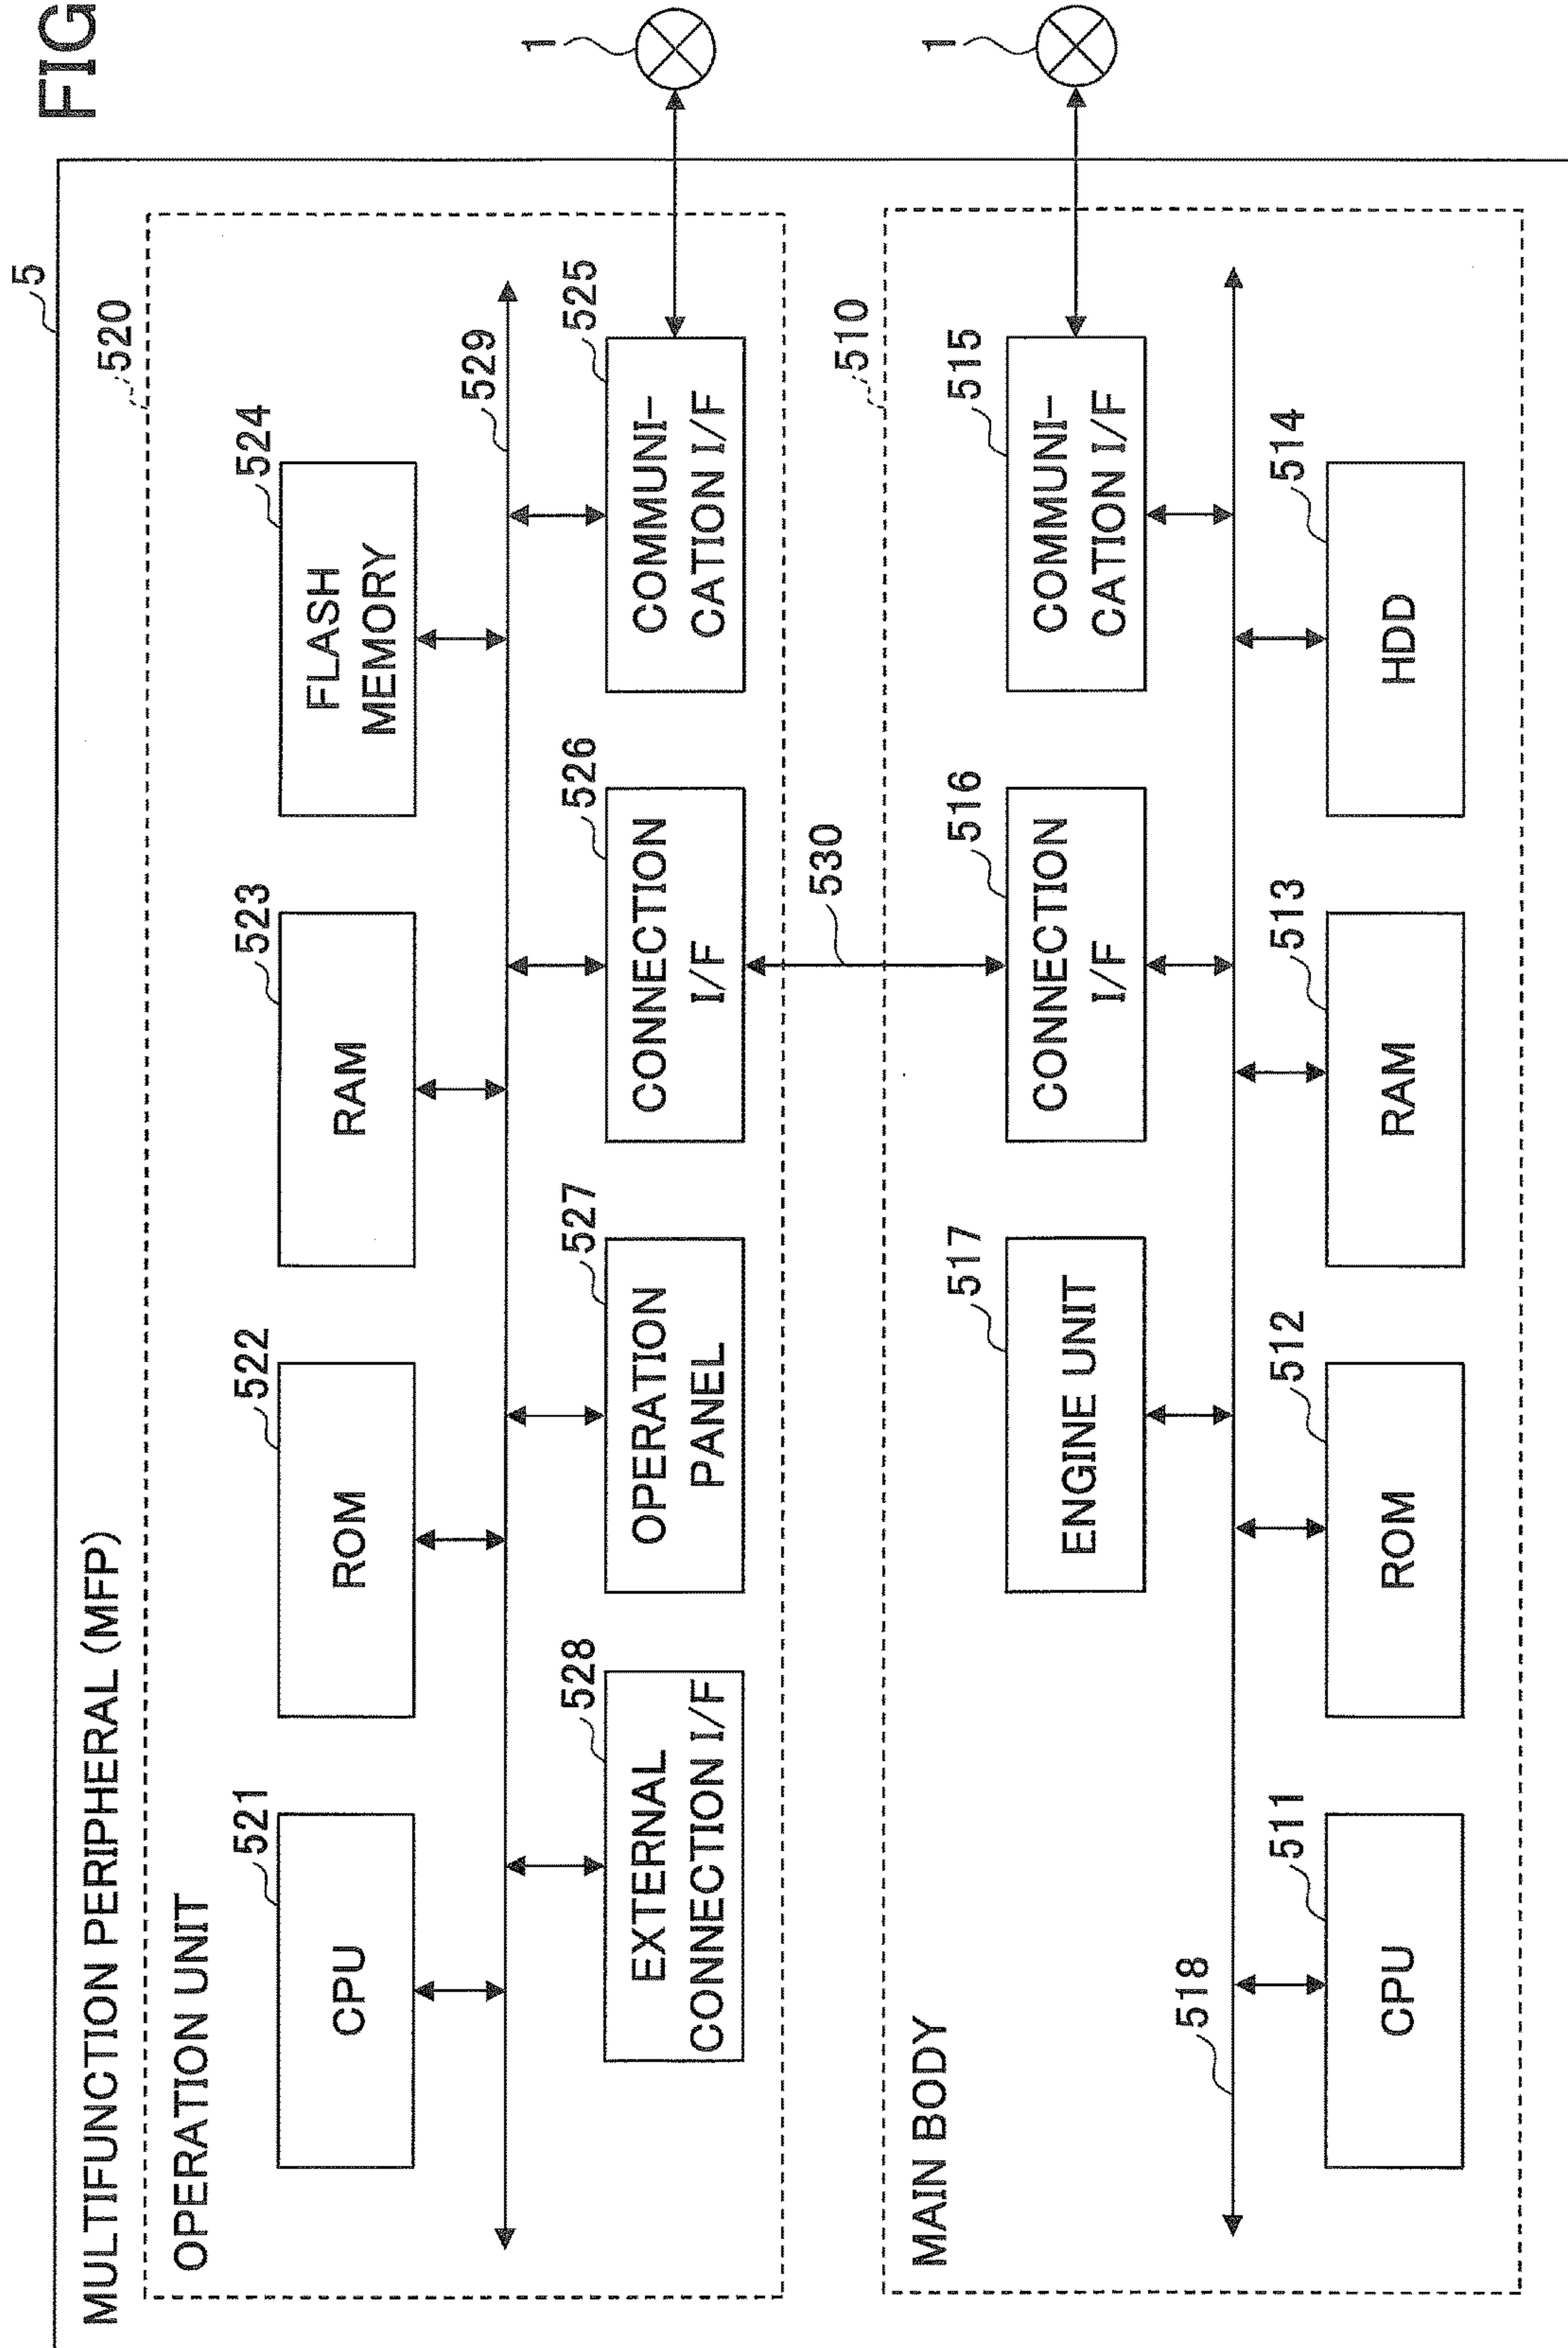 FIG
5
MULTIFUNCTION PERIPHERAL (MFP)
520
OPERATION UNIT
521
CPU
522
ROM
523
RAM
524
FLASH
MEMORY
529
528
EXTERNAL
CONNECTION I/F
527
OPERATION
PANEL
526
CONNECTION
I/F
525
COMMUNI-
CATION I/F
1
530
510
MAIN BODY
517
ENGINE UNIT
516
CONNECTION
I/F
515
COMMUNI-
CATION I/F
1
518
511
CPU
512
ROM
513
RAM
514
HDD